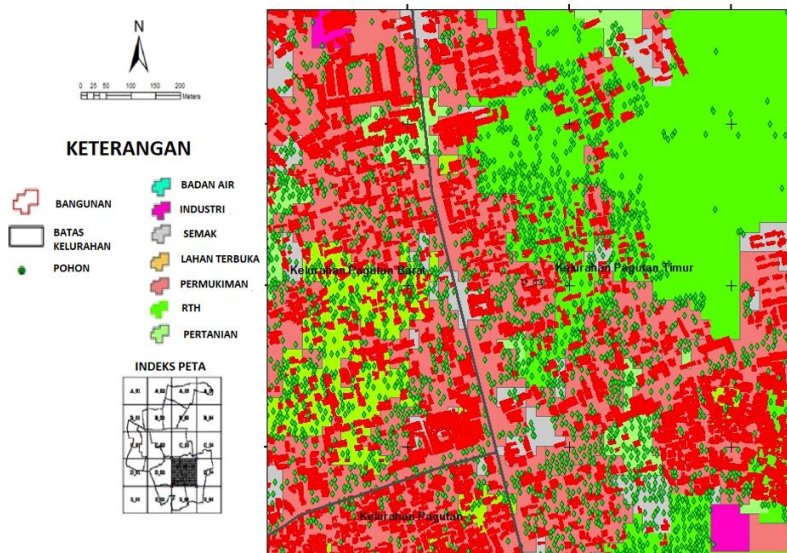 N
0 25 50 100 150 200
Meters
KETERANGAN
BANGUNAN
BATAS
KELURAHAN
POHON
BADAN AIR
INDUSTRI
SEMAK
LAHAN TERBUKA
PERMUKIMAN
RTH
PERTANIAN
INDEKS PETA
Kelurahan Pagutan Barat
Kelurahan Pagutan Timur
Kelurahan Pagutan